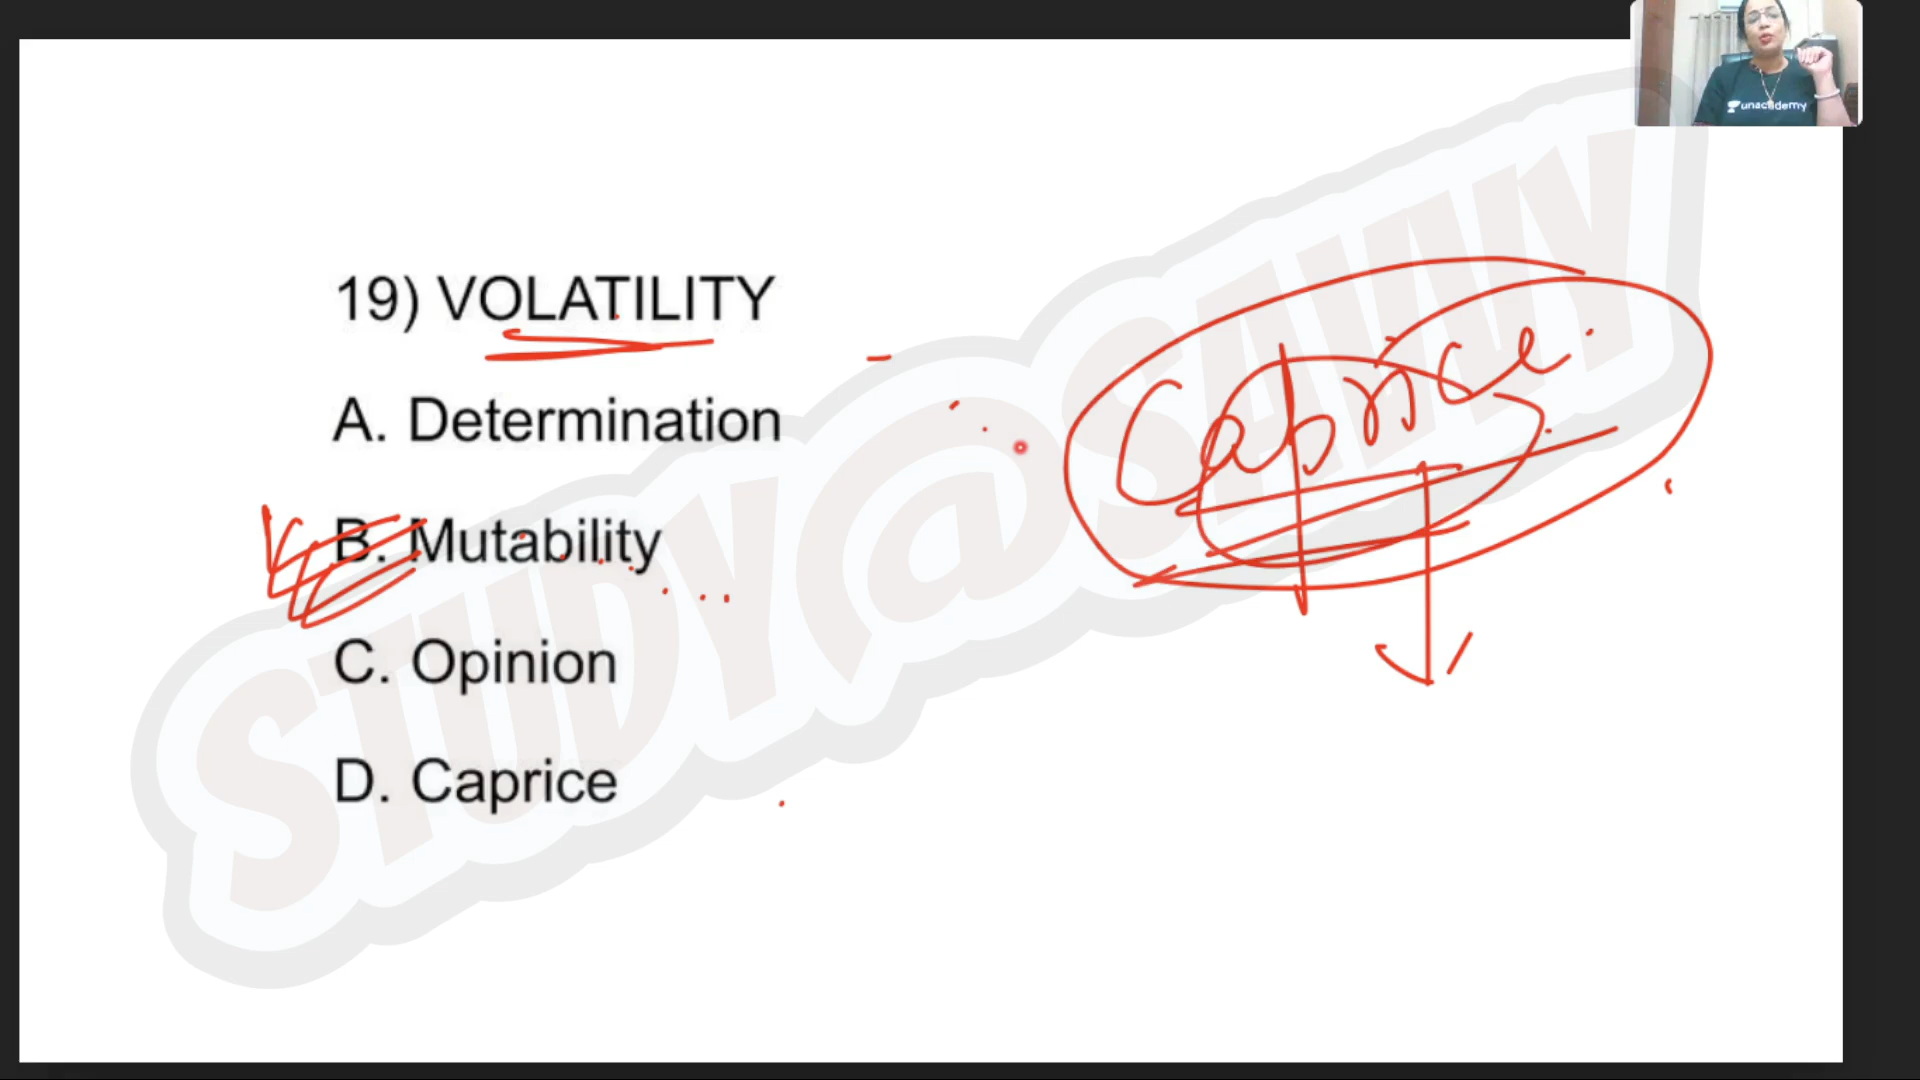 unacademy
19) VOLATILITY
A. Determination
B. Mutability
C. Opinion
D. Caprice
Caprice
STUDY@SAVVY